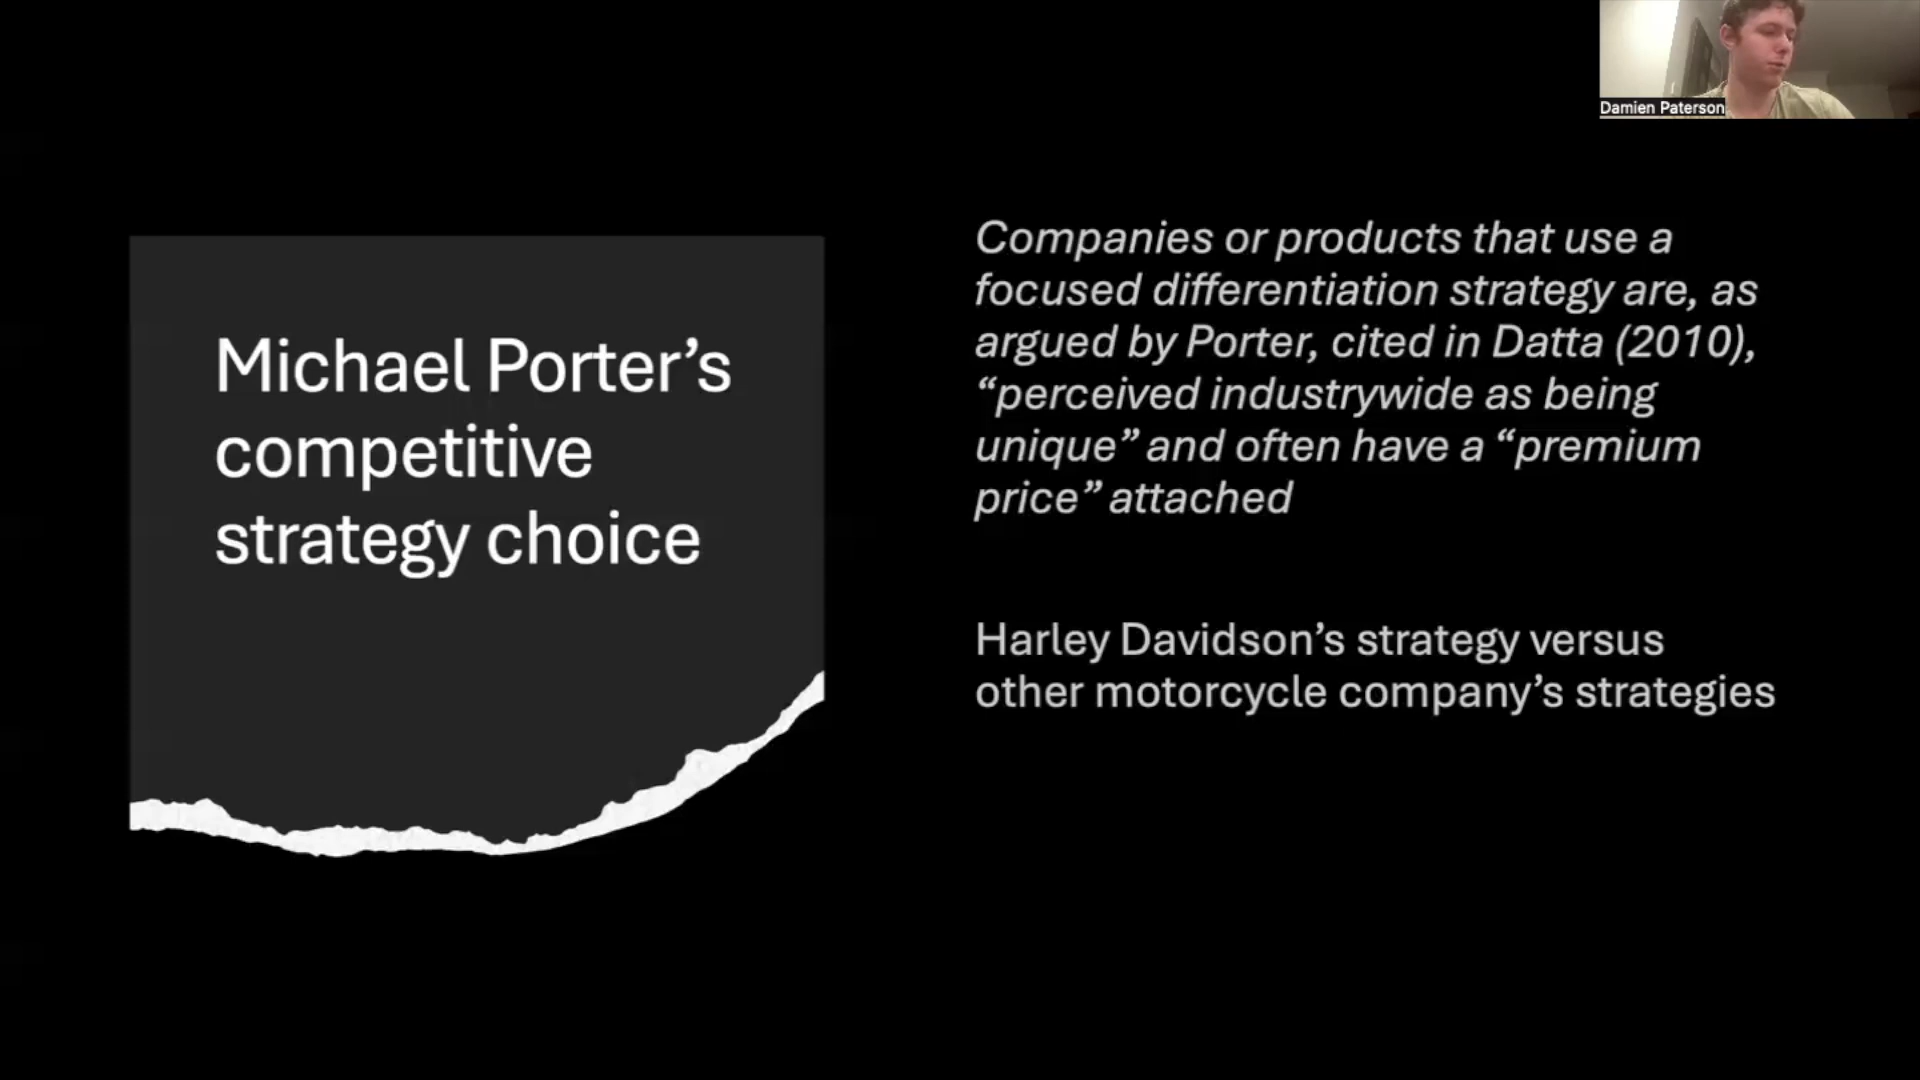 Damien Paterson
Michael Porter’s
competitive
strategy choice
Companies or products that use a
focused differentiation strategy are, as
argued by Porter, cited in Datta (2010),
“perceived industrywide as being
unique” and often have a “premium
price” attached
Harley Davidson’s strategy versus
other motorcycle company’s strategies